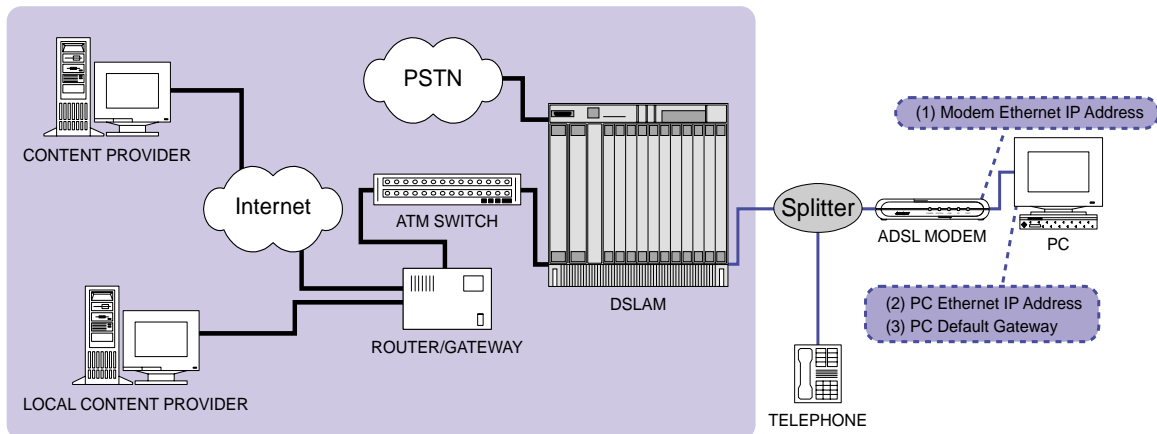 PSTN
(1) Modem Ethernet IP Address
CONTENT PROVIDER
Internet
ATM SWITCH
Splitter
ADSL MODEM
PC
DSLAM
(2) PC Ethernet IP Address
(3) PC Default Gateway
ROUTER/GATEWAY
LOCAL CONTENT PROVIDER
TELEPHONE